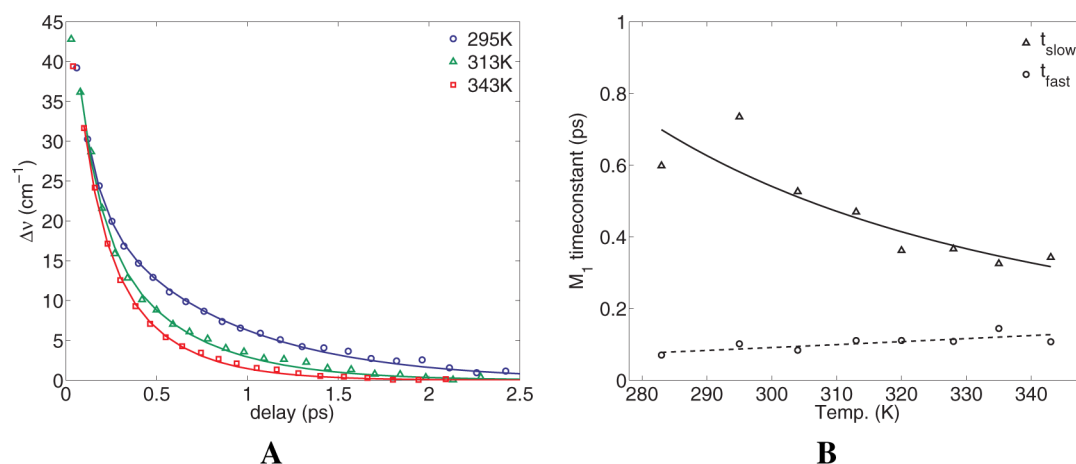 45
40
35
30
25
20
15
10
5
0
Δν (cm⁻¹)
295K
313K
343K
0
0.5
1
1.5
2
2.5
delay (ps)
A
1
0.8
0.6
0.4
0.2
0
M₁ timeconstant (ps)
t_slow
t_fast
280
290
300
310
320
330
340
Temp. (K)
B